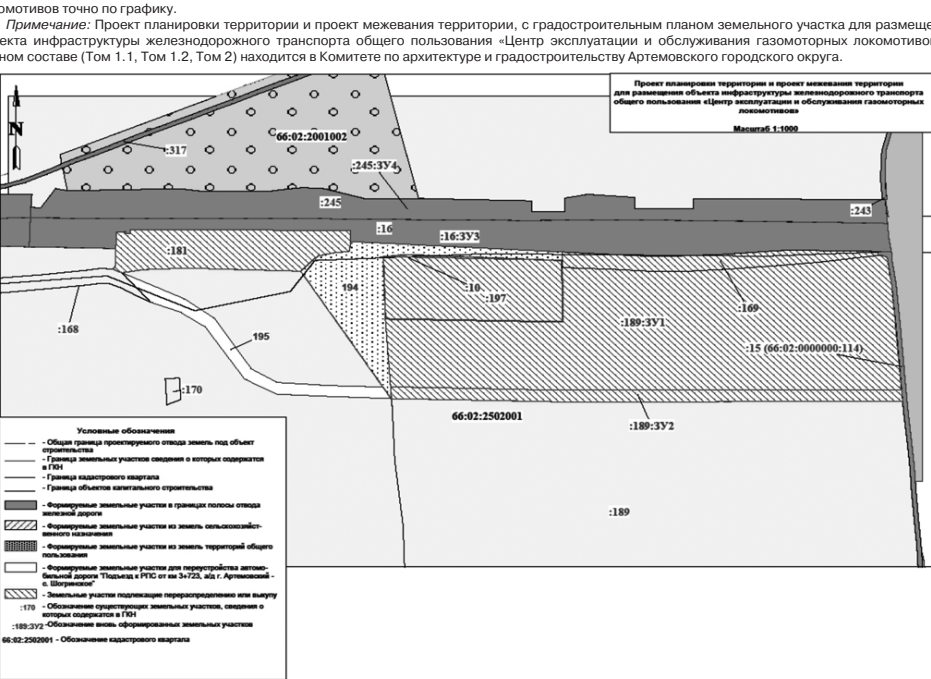 омотивов точно по графику.
Примечание: Проект планировки территории и проект межевания территории, с градостроительным планом земельного участка для размеще
екта инфраструктуры железнодорожного транспорта общего пользования «Центр эксплуатации и обслуживания газомоторных локомотиво
ном составе (Том 1.1, Том 1.2, Том 2) находится в Комитете по архитектуре и градостроительству Артемовского городского округа.
Проект планировки территории и проект межевания территории
для размещения объекта инфраструктуры железнодорожного транспорта
общего пользования «Центр эксплуатации и обслуживания газомоторных
локомотивов»
Масштаб 1:1000
N
66:02:2001002
:317
:245:ЗУ4
:245
:243
:16
:16:ЗУ3
:181
194
:10
:197
:169
:189:ЗУ1
:168
195
:15 (66:02:0000000:114)
:170
66:02:2502001
:189:ЗУ2
:189
Условные обозначения
- Общая граница проектируемого отвода земель под объект
строительства
- Граница земельных участков сведения о которых содержатся
в ГКН
- Граница кадастрового квартала
- Граница объектов капитального строительства
- Формируемые земельные участки в границах полосы отвода
железной дороги
- Формируемые земельные участки из земель сельскохозяйст-
венного назначения
- Формируемые земельные участки из земель территорий общего
пользования
- Формируемые земельные участки для переустройства автомо-
бильной дороги "Подъезд к РПС от км 3+723, а/д г. Артемовский -
с. Шогринское"
- Земельные участки подлежащие перераспределению или выкупу
:170 - Обозначение существующих земельных участков, сведения о
которых содержатся в ГКН
:189:ЗУ2 -Обозначение вновь сформированных земельных участков
66:02:2502001 - Обозначение кадастрового квартала